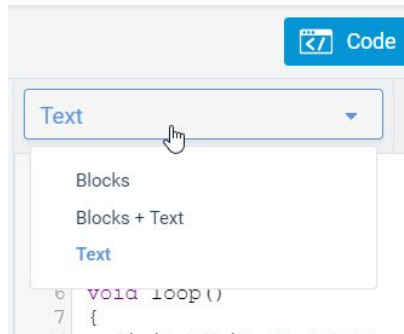 Code
Text
Blocks
Blocks + Text
Text
6 void loop()
7 {